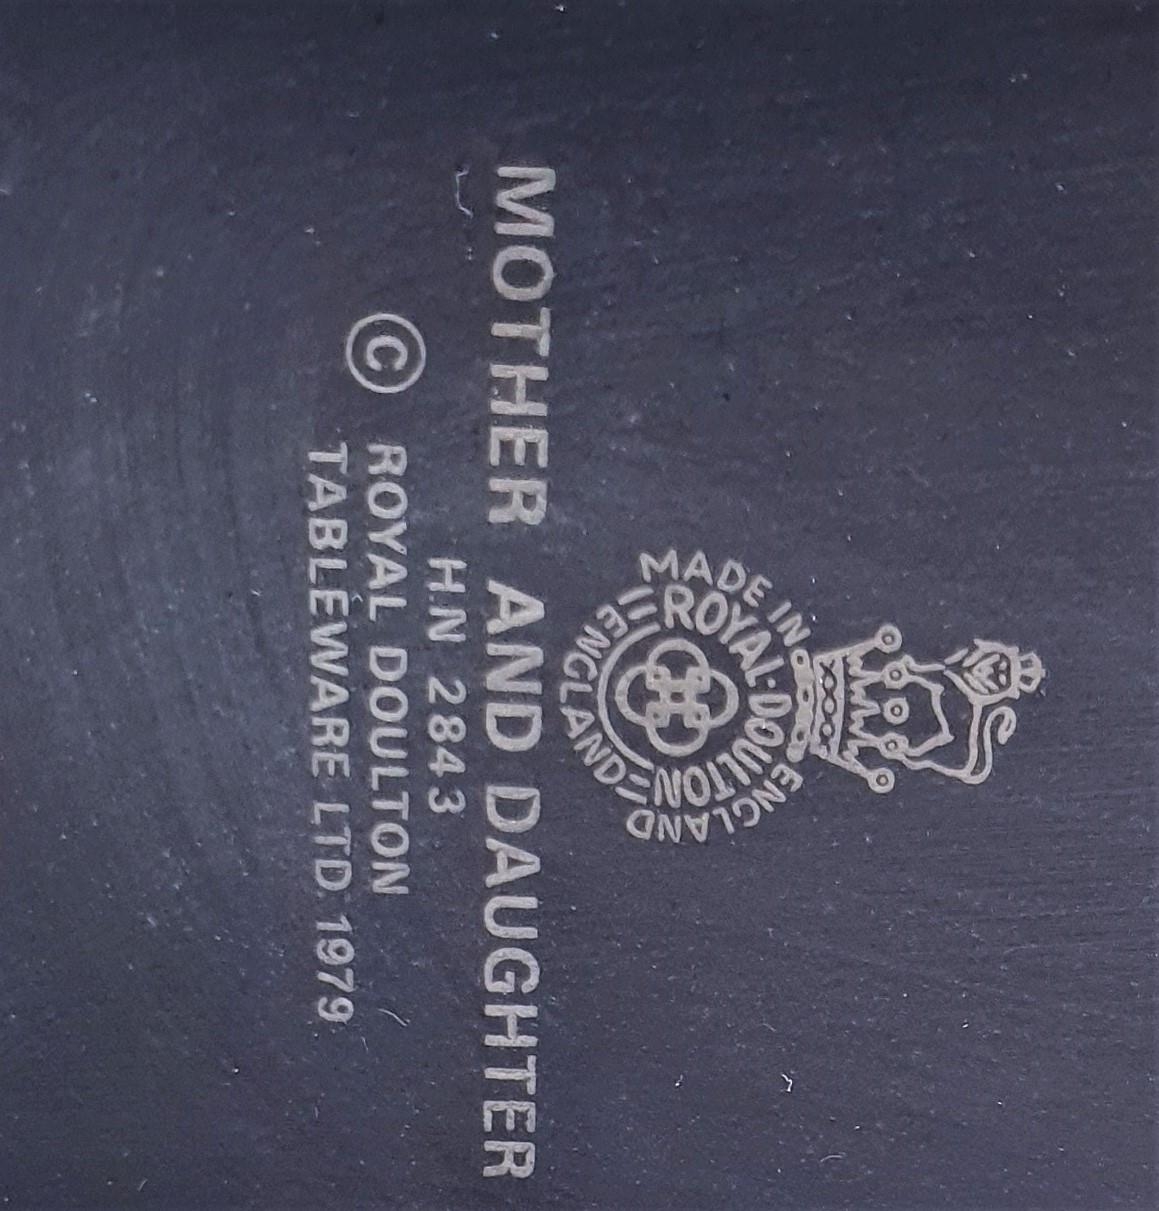 MADE IN ENGLAND
ROYAL·DOULTON
ENGLAND
MOTHER AND DAUGHTER
H.N 2843
© ROYAL DOULTON
TABLEWARE LTD 1979